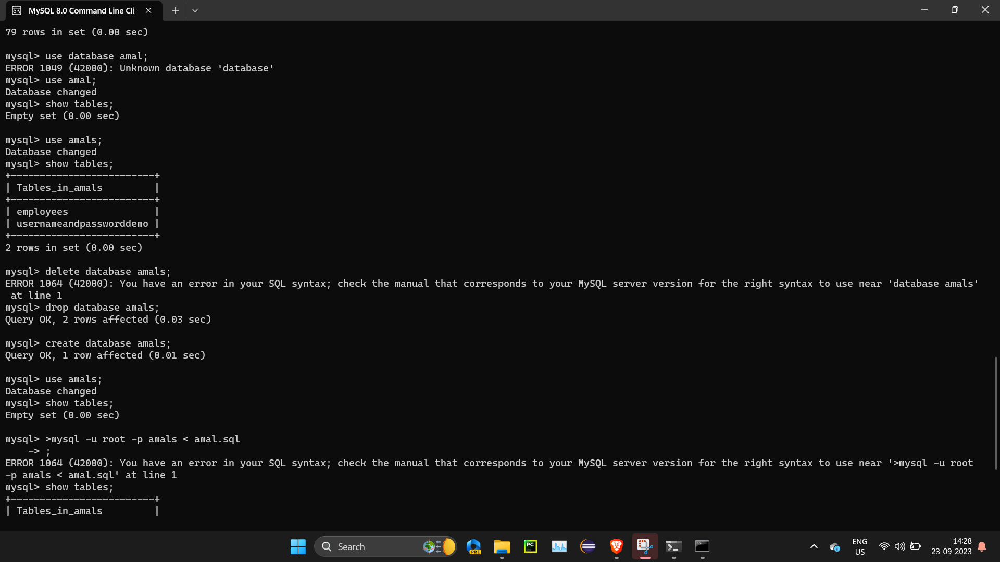 MySQL 8.0 Command Line Cli
79 rows in set (0.00 sec)
mysql> use database amal;
ERROR 1049 (42000): Unknown database 'database'
mysql> use amal;
Database changed
mysql> show tables;
Empty set (0.00 sec)
mysql> use amals;
Database changed
mysql> show tables;
+-------------------------+
| Tables_in_amals         |
+-------------------------+
| employees               |
| usernameandpassworddemo |
+-------------------------+
2 rows in set (0.00 sec)
mysql> delete database amals;
ERROR 1064 (42000): You have an error in your SQL syntax; check the manual that corresponds to your MySQL server version for the right syntax to use near 'database amals'
 at line 1
mysql> drop database amals;
Query OK, 2 rows affected (0.03 sec)
mysql> create database amals;
Query OK, 1 row affected (0.01 sec)
mysql> use amals;
Database changed
mysql> show tables;
Empty set (0.00 sec)
mysql> >mysql -u root -p amals < amal.sql
    -> ;
ERROR 1064 (42000): You have an error in your SQL syntax; check the manual that corresponds to your MySQL server version for the right syntax to use near '>mysql -u root
-p amals < amal.sql' at line 1
mysql> show tables;
+-------------------------+
| Tables_in_amals         |
Search
PRE
PC
ENG
US
14:28
23-09-2023